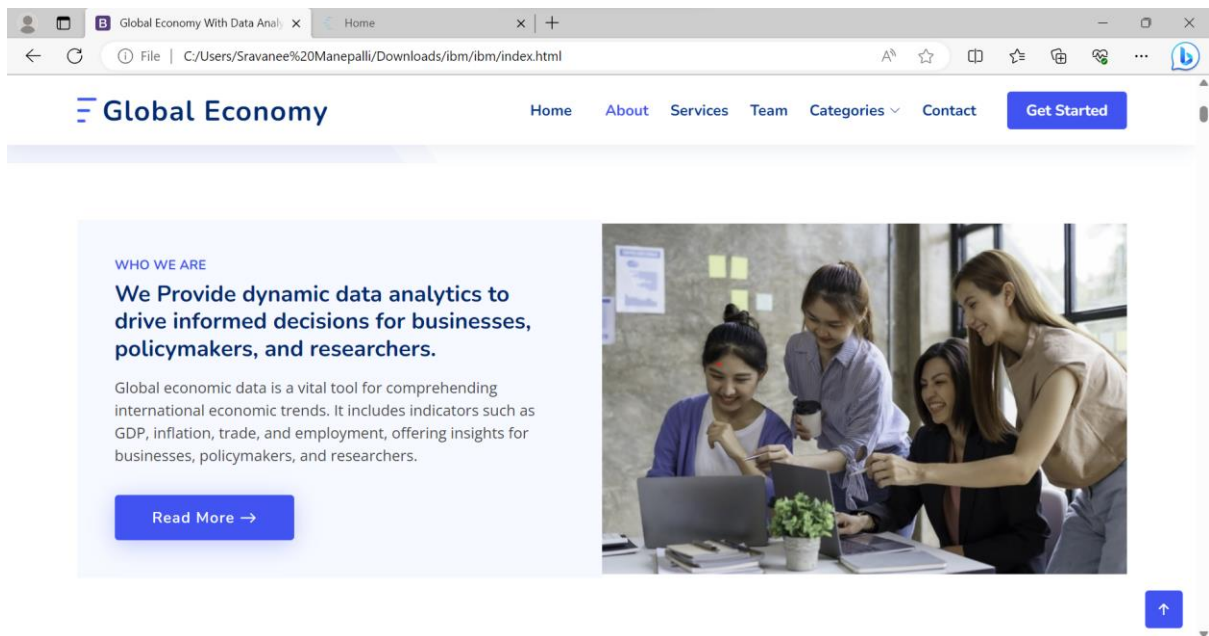 Global Economy With Data Analy
Home
File | C:/Users/Sravanee%20Manepalli/Downloads/ibm/ibm/index.html
Global Economy
Home About Services Team Categories Contact Get Started
WHO WE ARE
We Provide dynamic data analytics to
drive informed decisions for businesses,
policymakers, and researchers.
Global economic data is a vital tool for comprehending
international economic trends. It includes indicators such as
GDP, inflation, trade, and employment, offering insights for
businesses, policymakers, and researchers.
Read More →